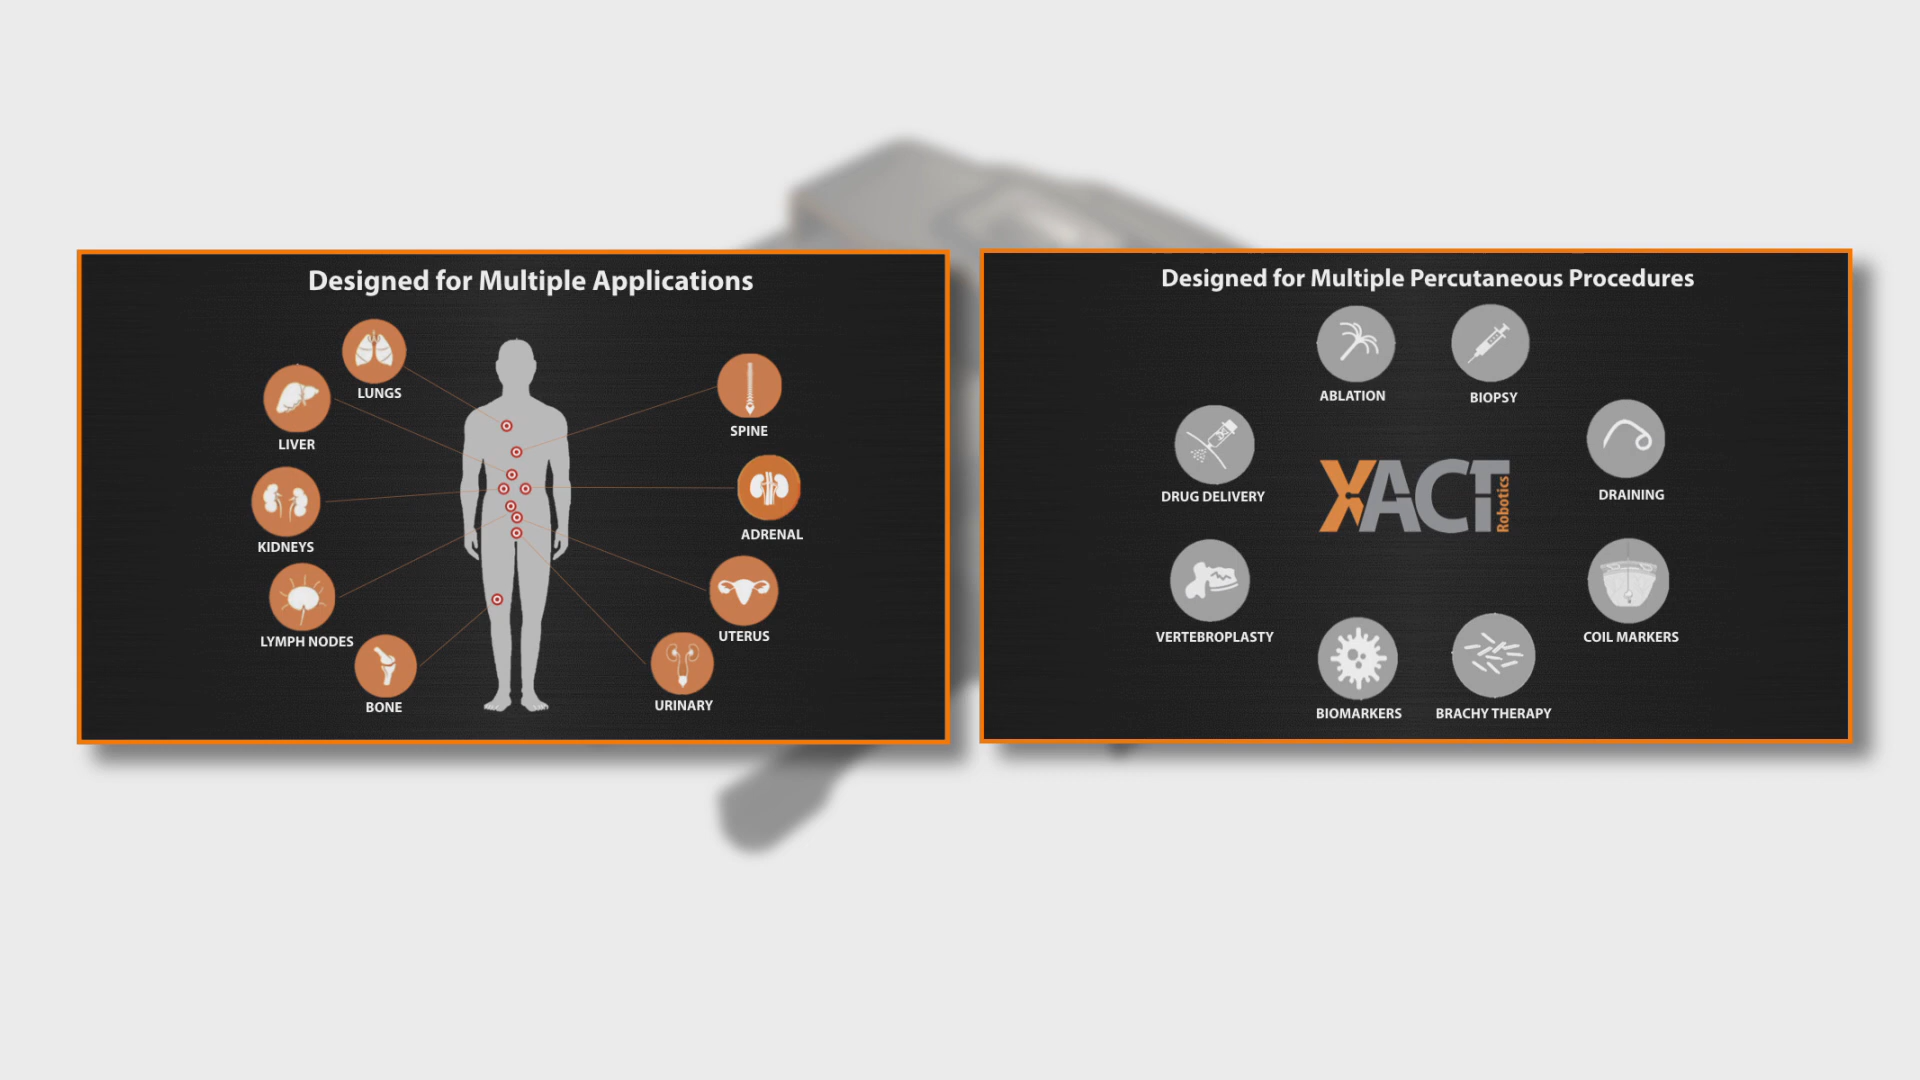 Designed for Multiple Applications
LUNGS
LIVER
KIDNEYS
LYMPH NODES
BONE
SPINE
ADRENAL
UTERUS
URINARY
Designed for Multiple Percutaneous Procedures
ABLATION
BIOPSY
DRUG DELIVERY
DRAINING
XACT
Robotics
VERTEBROPLASTY
COIL MARKERS
BIOMARKERS
BRACHY THERAPY